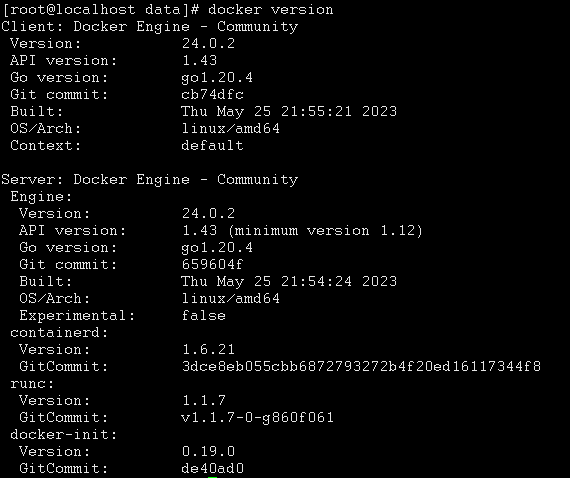 [root@localhost data]# docker version
Client: Docker Engine - Community
 Version:           24.0.2
 API version:       1.43
 Go version:        go1.20.4
 Git commit:        cb74dfc
 Built:             Thu May 25 21:55:21 2023
 OS/Arch:           linux/amd64
 Context:           default

Server: Docker Engine - Community
 Engine:
  Version:          24.0.2
  API version:      1.43 (minimum version 1.12)
  Go version:       go1.20.4
  Git commit:       659604f
  Built:            Thu May 25 21:54:24 2023
  OS/Arch:          linux/amd64
  Experimental:     false
 containerd:
  Version:          1.6.21
  GitCommit:        3dce8eb055cbb6872793272b4f20ed16117344f8
 runc:
  Version:          1.1.7
  GitCommit:        v1.1.7-0-g860f061
 docker-init:
  Version:          0.19.0
  GitCommit:        de40ad0